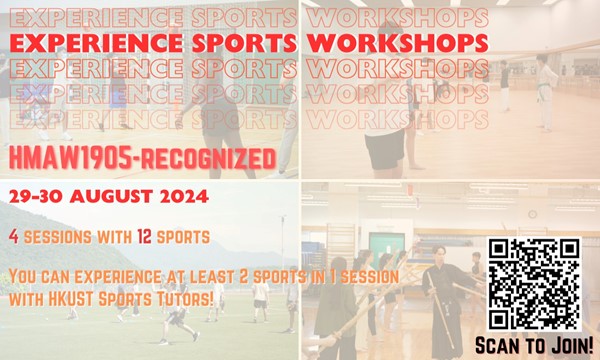 EXPERIENCE SPORTS WORKSHOPS
EXPERIENCE SPORTS WORKSHOPS
EXPERIENCE SPORTS WORKSHOPS
EXPERIENCE SPORTS WORKSHOPS
EXPERIENCE SPORTS WORKSHOPS
HMAW1905-RECOGNIZED
29-30 AUGUST 2024
4 SESSIONS WITH 12 SPORTS
YOU CAN EXPERIENCE AT LEAST 2 SPORTS IN 1 SESSION
WITH HKUST SPORTS TUTORS!
SCAN TO JOIN!